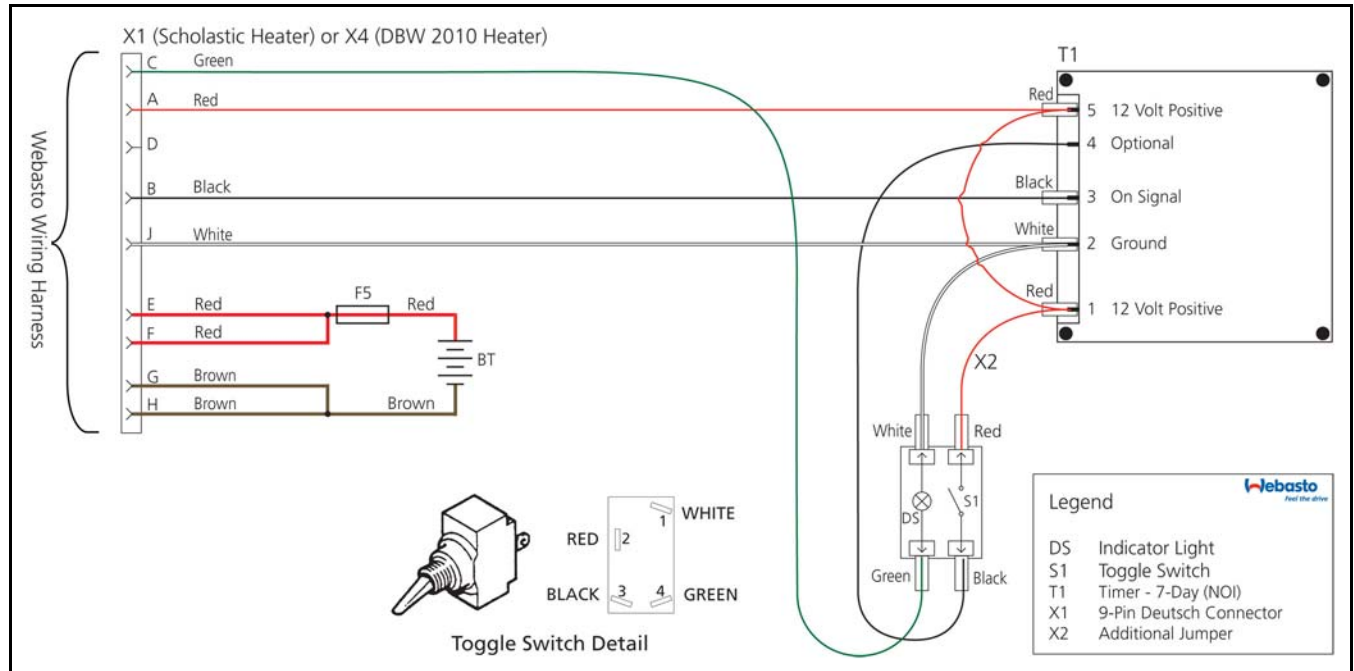 X1 (Scholastic Heater) or X4 (DBW 2010 Heater)
Webasto Wiring Harness
C Green
A Red
D
B Black
J White
E Red
F Red
F5
Red
BT
G Brown
H Brown
Brown
T1
Red
5 12 Volt Positive
4 Optional
Black
3 On Signal
White
2 Ground
Red
1 12 Volt Positive
X2
White
Red
DS
S1
Green
Black
RED
2
1
WHITE
BLACK
3
4
GREEN
Toggle Switch Detail
Webasto
Feel the drive
Legend
DS Indicator Light
S1 Toggle Switch
T1 Timer - 7-Day (NOI)
X1 9-Pin Deutsch Connector
X2 Additional Jumper